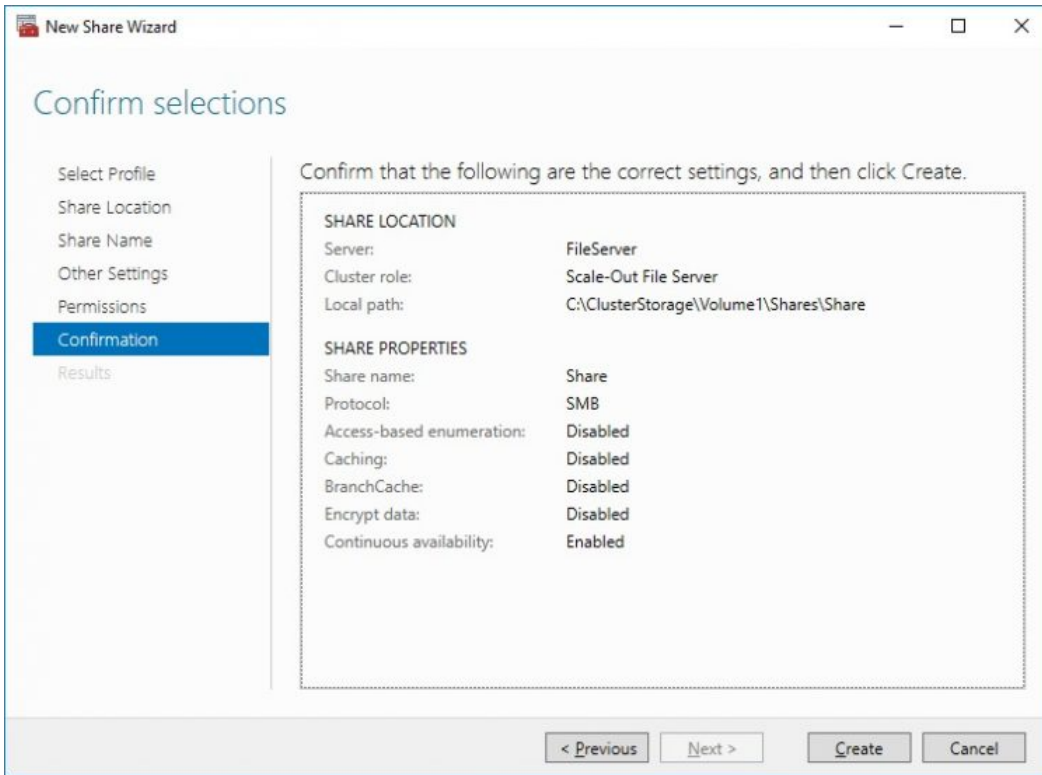 New Share Wizard
Confirm selections
Select Profile
Share Location
Share Name
Other Settings
Permissions
Confirmation
Results
Confirm that the following are the correct settings, and then click Create.
SHARE LOCATION
Server: FileServer
Cluster role: Scale-Out File Server
Local path: C:\ClusterStorage\Volume1\Shares\Share
SHARE PROPERTIES
Share name: Share
Protocol: SMB
Access-based enumeration: Disabled
Caching: Disabled
BranchCache: Disabled
Encrypt data: Disabled
Continuous availability: Enabled
< Previous Next > Create Cancel